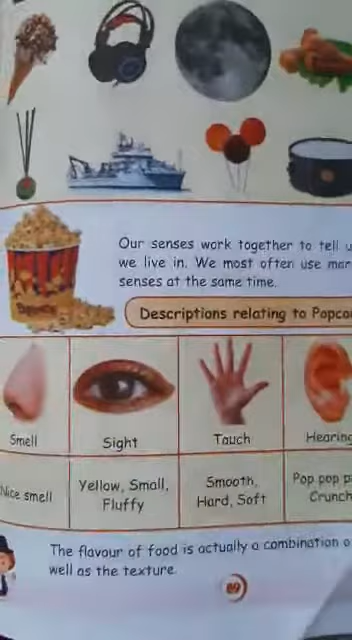 Our senses work together to tell u
we live in. We most often use mor
senses at the same time.
Descriptions relating to Popco
Smell
Sight
Touch
Hearing
Nice smell
Yellow, Small,
Fluffy
Smooth,
Hard, Soft
Pop pop p
Crunch
The flavour of food is actually a combination o
well as the texture.
89